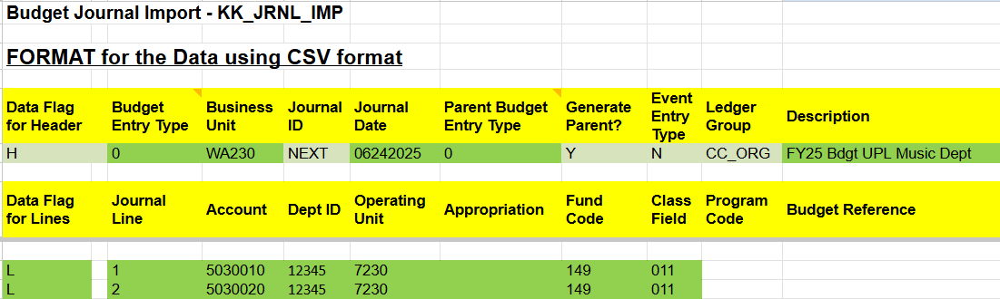 Budget Journal Import - KK_JRNL_IMP
FORMAT for the Data using CSV format
Data Flag for Header Budget Entry Type Business Unit Journal ID Journal Date Parent Budget Entry Type Generate Parent? Event Entry Type Ledger Group Description
H 0 WA230 NEXT 06242025 0 Y N CC_ORG FY25 Bdgt UPL Music Dept
Data Flag for Lines Journal Line Account Dept ID Operating Unit Appropriation Fund Code Class Field Program Code Budget Reference
L 1 5030010 12345 7230 149 011
L 2 5030020 12345 7230 149 011